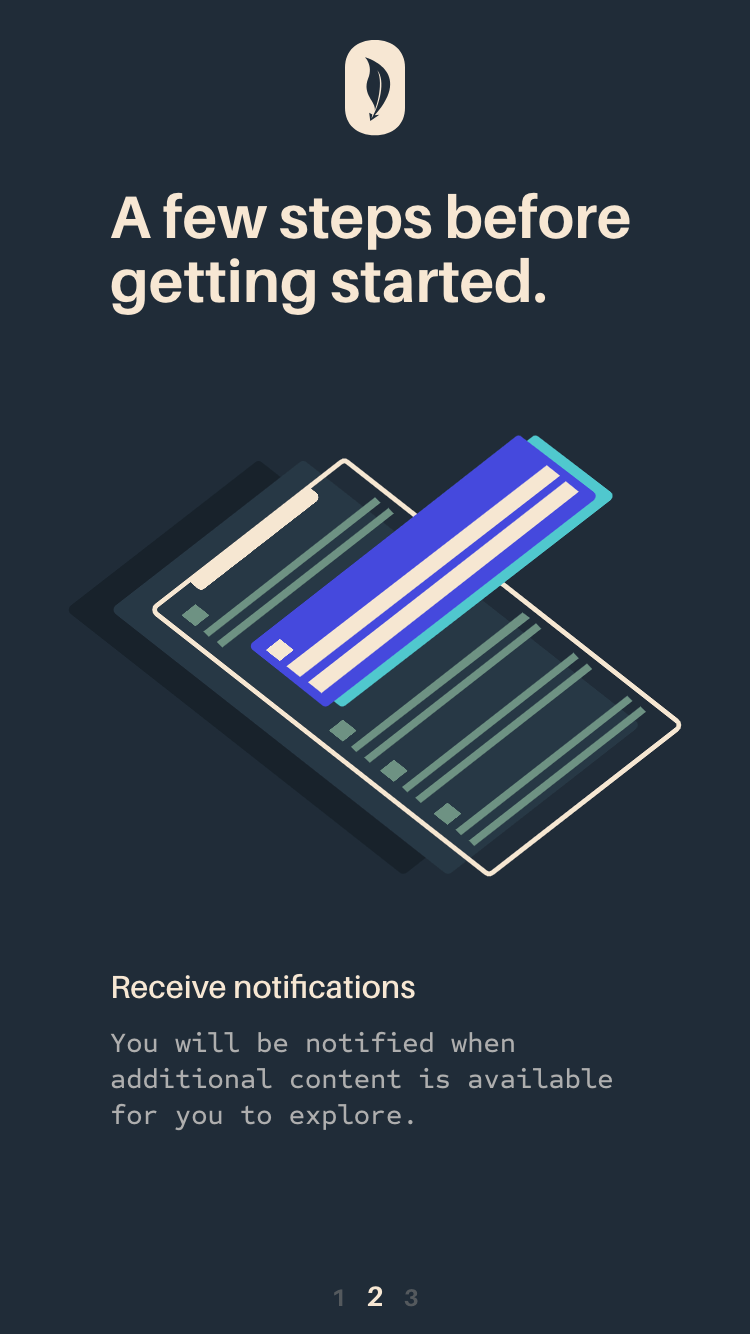 A few steps before
getting started.
Receive notifications
You will be notified when
additional content is available
for you to explore.
1 2 3